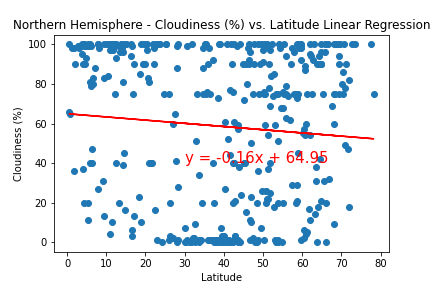 Northern Hemisphere - Cloudiness (%) vs. Latitude Linear Regression
100
80
60
40
20
0
Cloudiness (%)
y = -0.16x + 64.95
0 10 20 30 40 50 60 70 80
Latitude